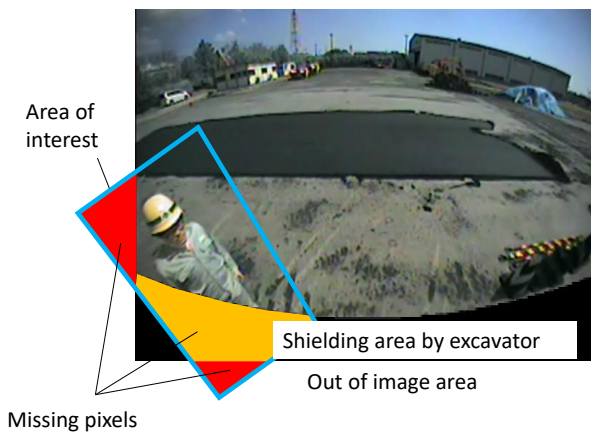 Area of
interest
Shielding area by excavator
Out of image area
Missing pixels